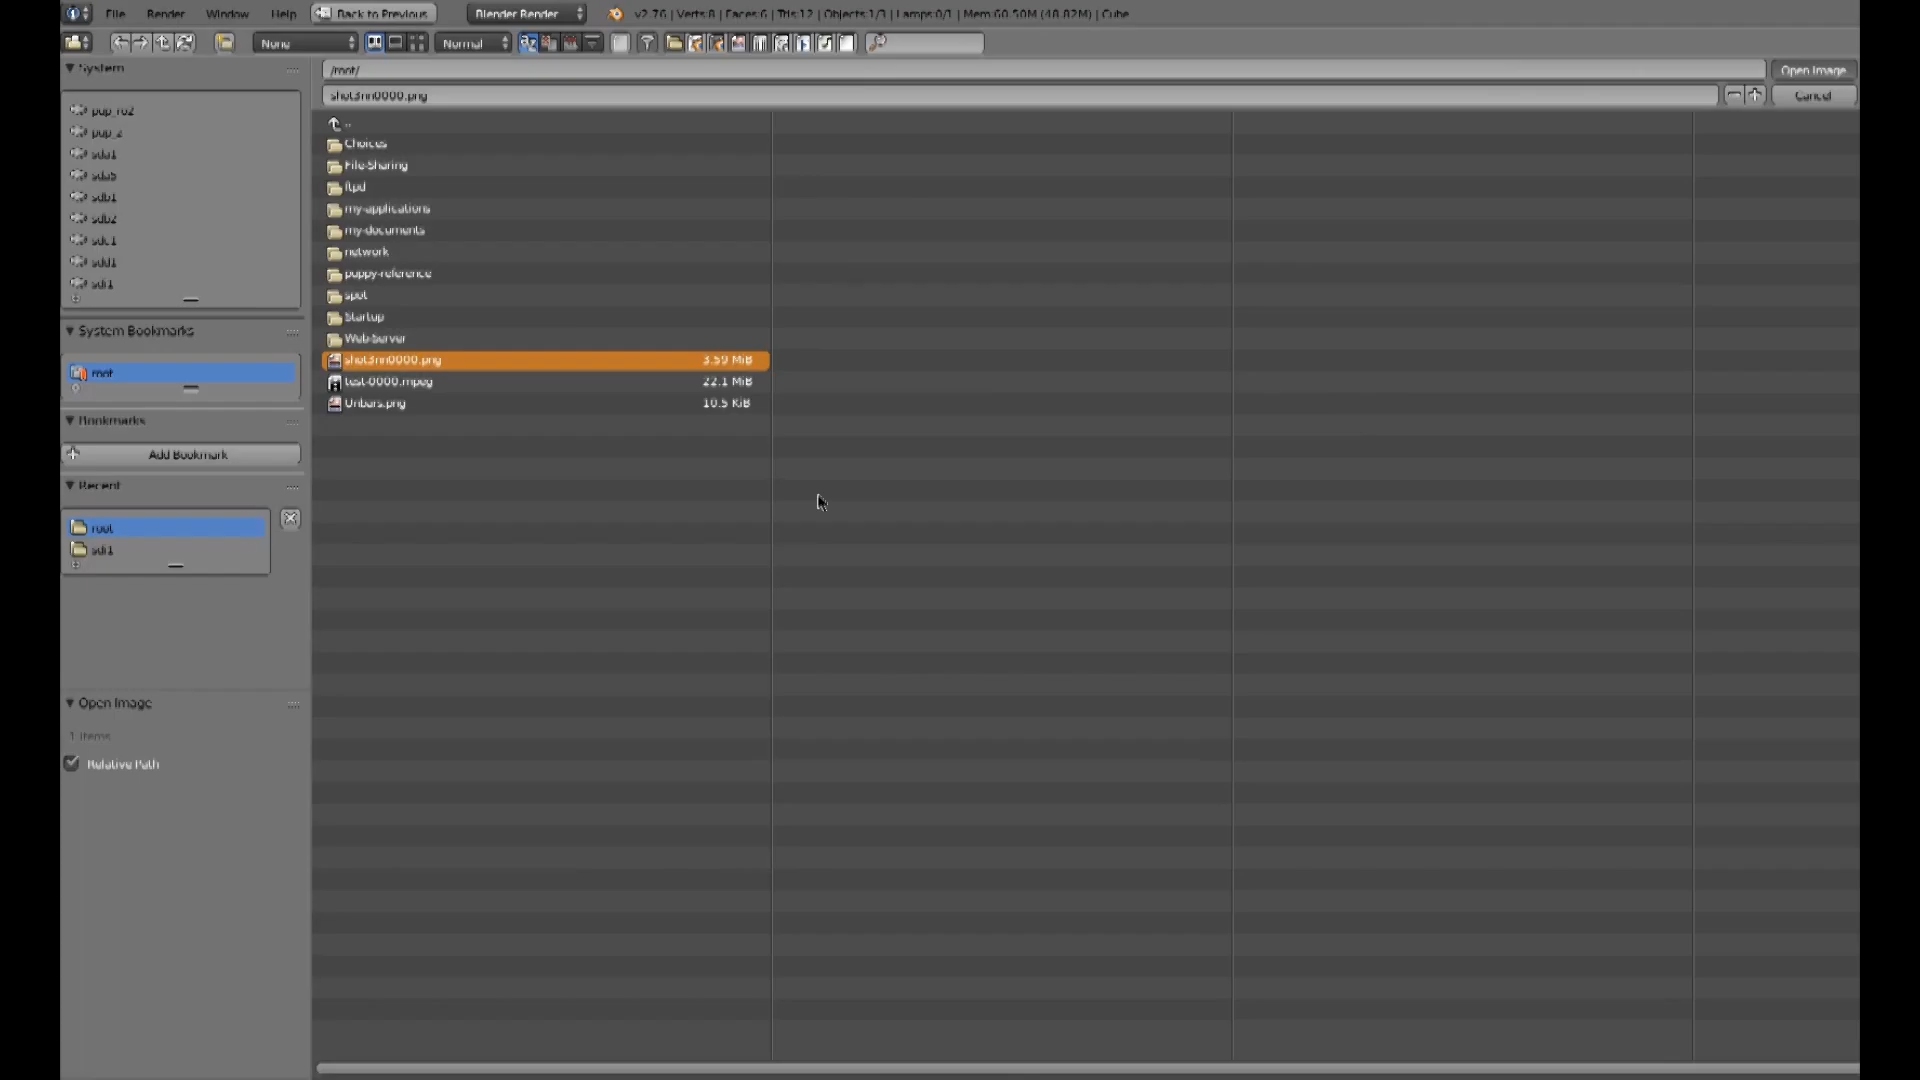 File Render Window Help Back to Previous Blender Render v2.76 | Verts:8 | Faces:6 | Tris:12 | Objects:1/3 | Lamps:0/1 | Mem:60.50M (48.82M) | Cube
None Normal
System
pup_ro2
pup_z
sda1
sda5
sdb1
sdb2
sdc1
sdd1
sdi1
System Bookmarks
root
Bookmarks
Add Bookmark
Recent
root
sdi1
Open Image
1 items
Relative Path
/root/
Open Image
shot3nn0000.png
Cancel
..
Choices
File-Sharing
ftpd
my-applications
my-documents
network
puppy-reference
spot
Startup
Web-Server
shot3nn0000.png 3.59 MiB
test-0000.mpeg 22.1 MiB
Unbars.png 10.5 KiB